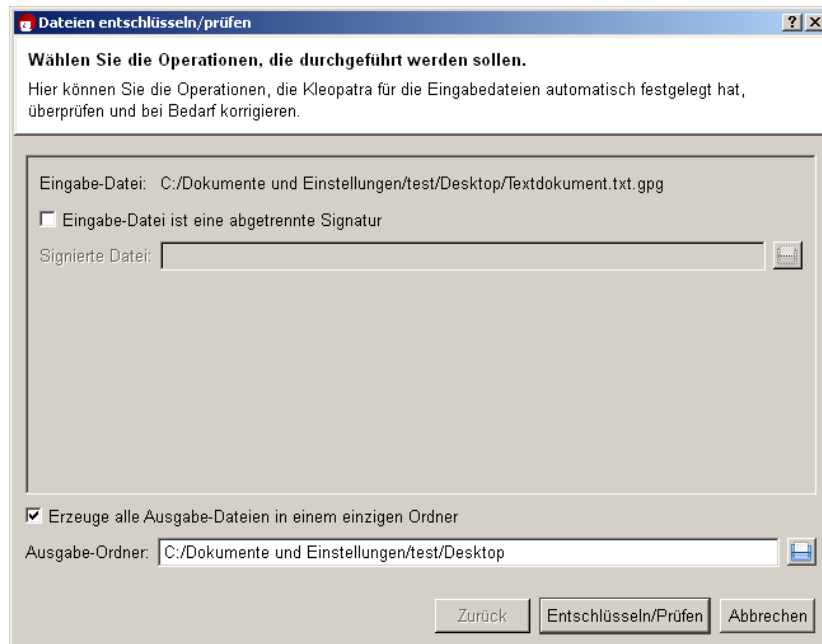 Dateien entschlüsseln/prüfen
Wählen Sie die Operationen, die durchgeführt werden sollen.
Hier können Sie die Operationen, die Kleopatra für die Eingabedateien automatisch festgelegt hat,
überprüfen und bei Bedarf korrigieren.
Eingabe-Datei: C:/Dokumente und Einstellungen/test/Desktop/Textdokument.txt.gpg
Eingabe-Datei ist eine abgetrennte Signatur
Signierte Datei:
Erzeuge alle Ausgabe-Dateien in einem einzigen Ordner
Ausgabe-Ordner: C:/Dokumente und Einstellungen/test/Desktop
Zurück Entschlüsseln/Prüfen Abbrechen